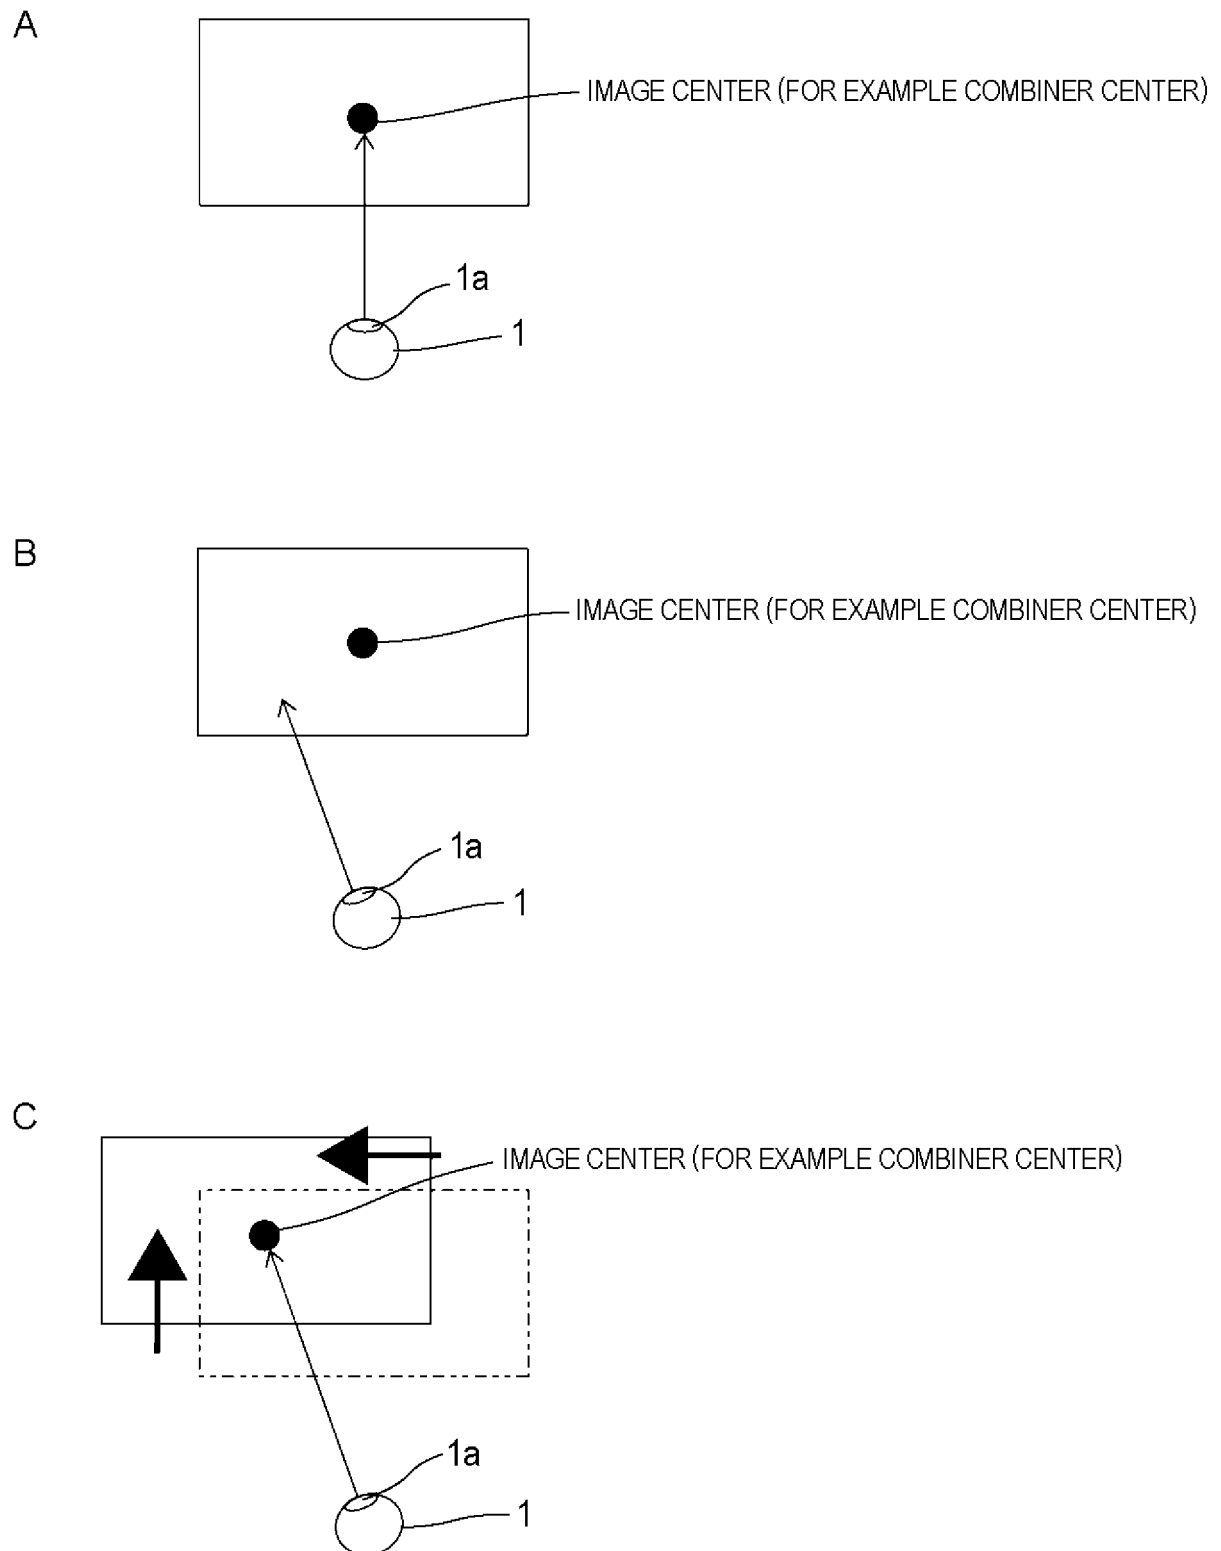 A
IMAGE CENTER (FOR EXAMPLE COMBINER CENTER)
1a
1
B
IMAGE CENTER (FOR EXAMPLE COMBINER CENTER)
1a
1
C
IMAGE CENTER (FOR EXAMPLE COMBINER CENTER)
1a
1